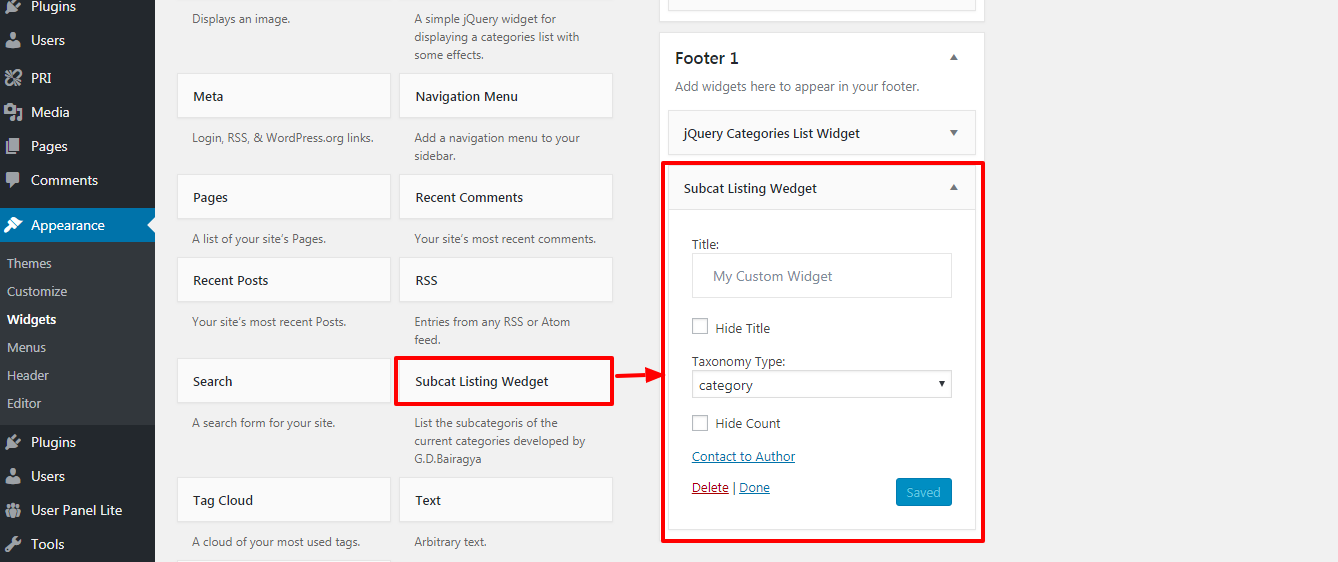 Plugins
Users
PRI
Media
Pages
Comments
Appearance
Themes
Customize
Widgets
Menus
Header
Editor
Plugins
Users
User Panel Lite
Tools
Displays an image.
Meta
Login, RSS, & WordPress.org links.
Pages
A list of your site's Pages.
Recent Posts
Your site's most recent Posts.
Search
A search form for your site.
Tag Cloud
A cloud of your most used tags.
A simple jQuery widget for
displaying a categories list with
some effects.
Navigation Menu
Add a navigation menu to your
sidebar.
Recent Comments
Your site's most recent comments.
RSS
Entries from any RSS or Atom
feed.
Subcat Listing Wedget
List the subcategoris of the
current categories developed by
G.D.Bairagya
Text
Arbitrary text.
Footer 1
Add widgets here to appear in your footer.
jQuery Categories List Widget
Subcat Listing Wedget
Title:
My Custom Widget
Hide Title
Taxonomy Type:
category
Hide Count
Contact to Author
Delete | Done
Saved